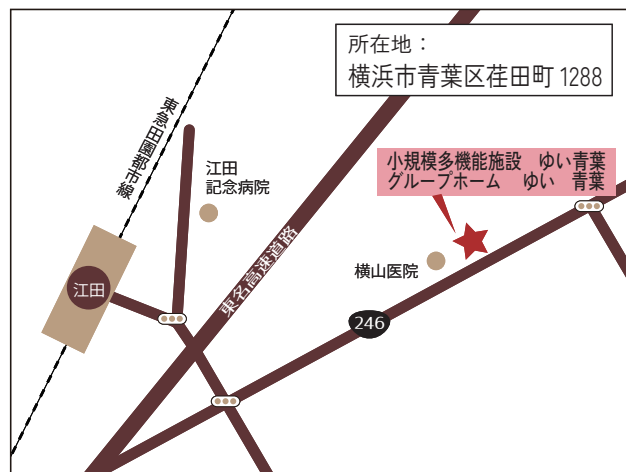 所在地：
横浜市青葉区荏田町 1288
東急田園都市線
江田
記念病院
小規模多機能施設　ゆい青葉
グループホーム　ゆい　青葉
東名高速道路
横山医院
江田
246